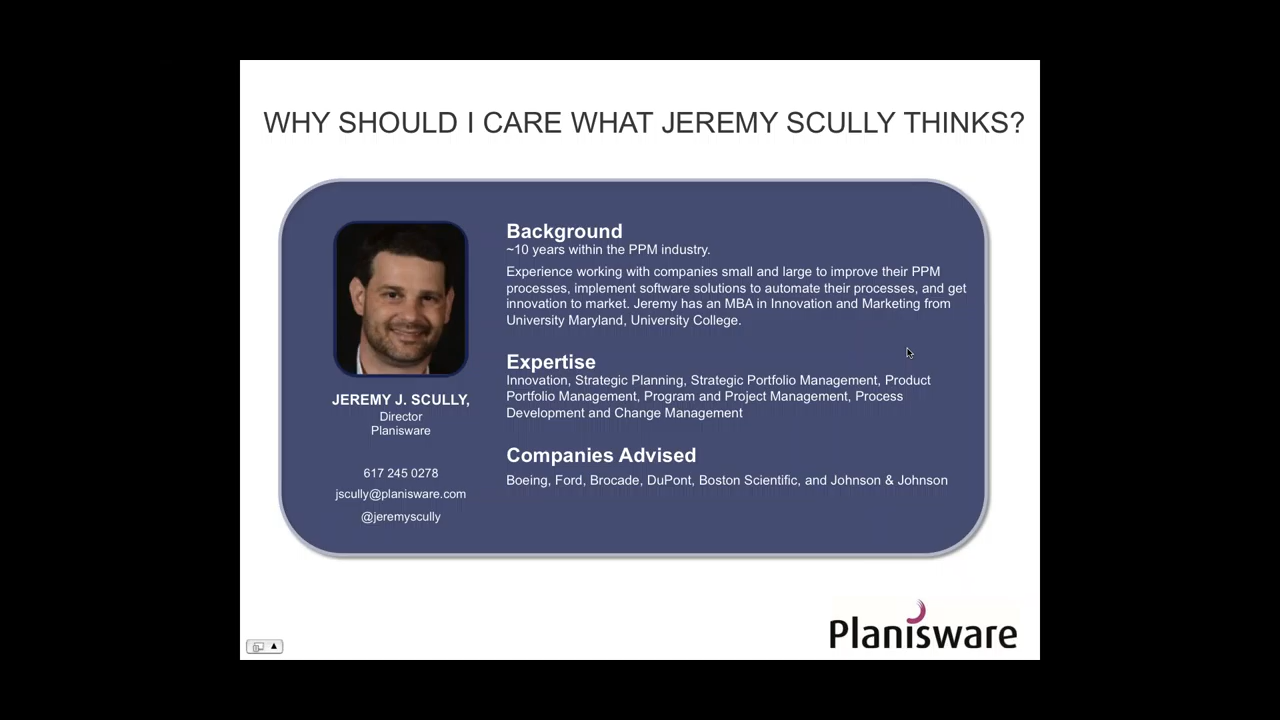 WHY SHOULD I CARE WHAT JEREMY SCULLY THINKS?
JEREMY J. SCULLY,
Director
Planisware
617 245 0278
jscully@planisware.com
@jeremyscully
Background
~10 years within the PPM industry.
Experience working with companies small and large to improve their PPM
processes, implement software solutions to automate their processes, and get
innovation to market. Jeremy has an MBA in Innovation and Marketing from
University Maryland, University College.
Expertise
Innovation, Strategic Planning, Strategic Portfolio Management, Product
Portfolio Management, Program and Project Management, Process
Development and Change Management
Companies Advised
Boeing, Ford, Brocade, DuPont, Boston Scientific, and Johnson & Johnson
Planisware